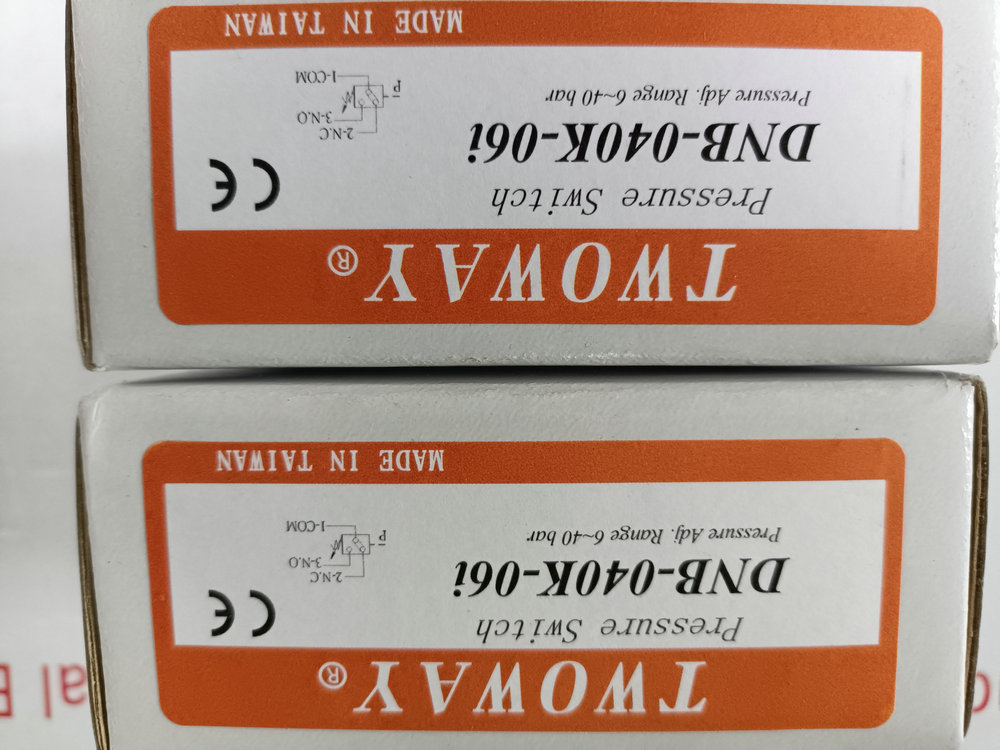 TWOWAY®
Pressure Switch
DNB-040K-06i
Pressure Adj. Range 6~40 bar
CE
2-N.C
3-N.O
P
1-COM
MADE IN TAIWAN
TWOWAY®
Pressure Switch
DNB-040K-06i
Pressure Adj. Range 6~40 bar
CE
2-N.C
3-N.O
P
1-COM
MADE IN TAIWAN